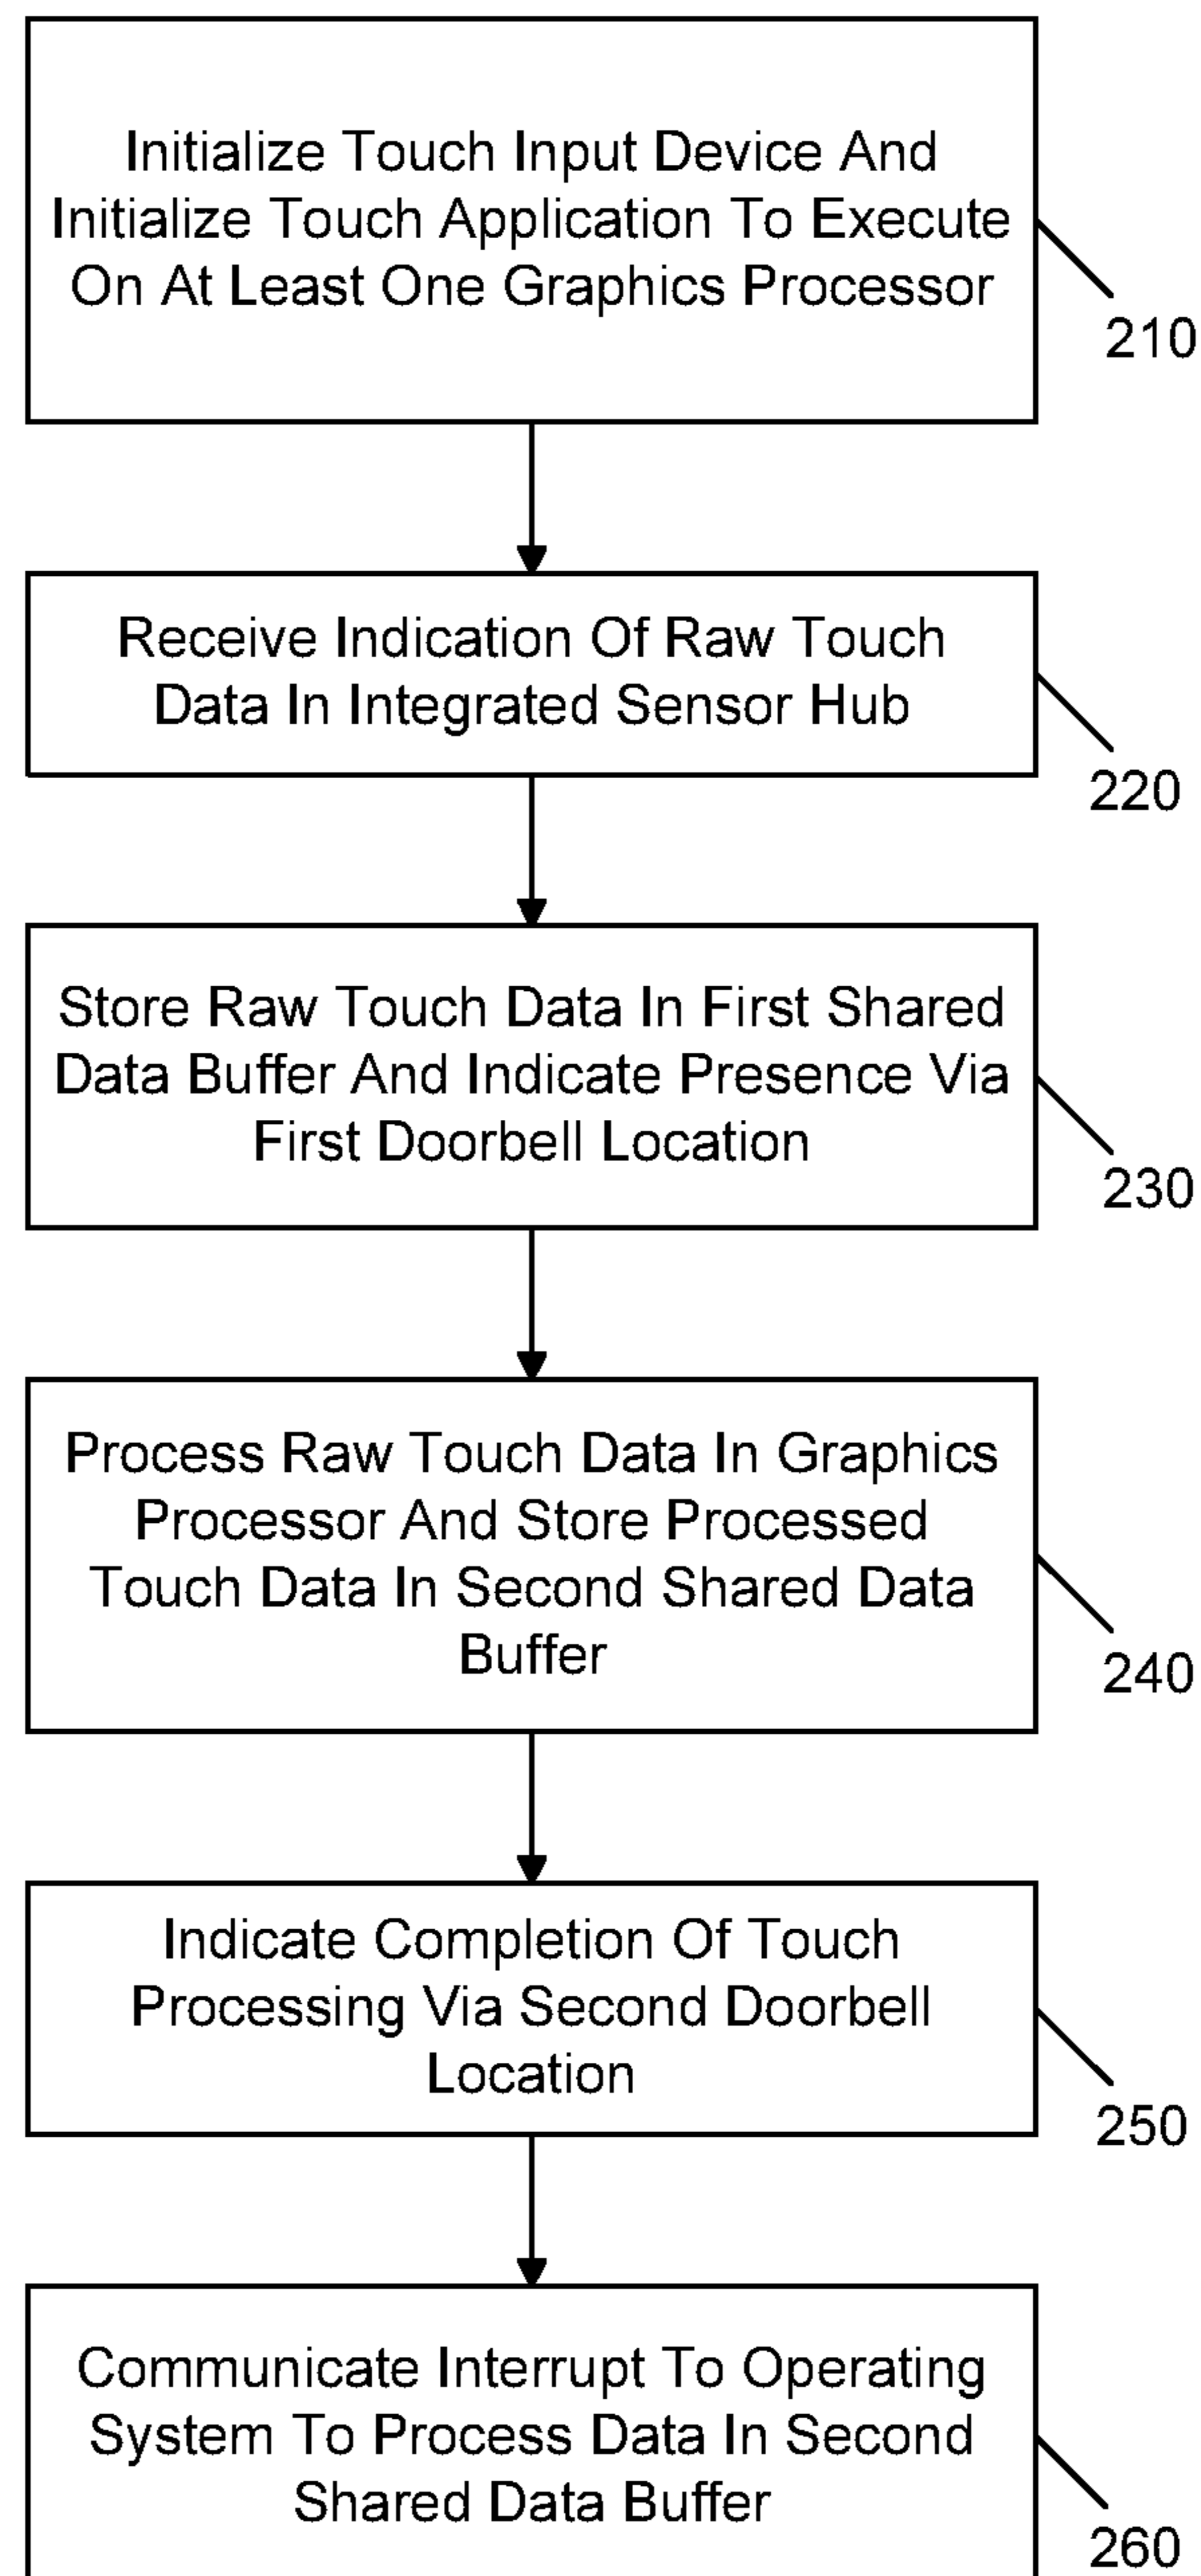 Initialize Touch Input Device And
Initialize Touch Application To Execute
On At Least One Graphics Processor
210
Receive Indication Of Raw Touch
Data In Integrated Sensor Hub
220
Store Raw Touch Data In First Shared
Data Buffer And Indicate Presence Via
First Doorbell Location
230
Process Raw Touch Data In Graphics
Processor And Store Processed
Touch Data In Second Shared Data
Buffer
240
Indicate Completion Of Touch
Processing Via Second Doorbell
Location
250
Communicate Interrupt To Operating
System To Process Data In Second
Shared Data Buffer
260